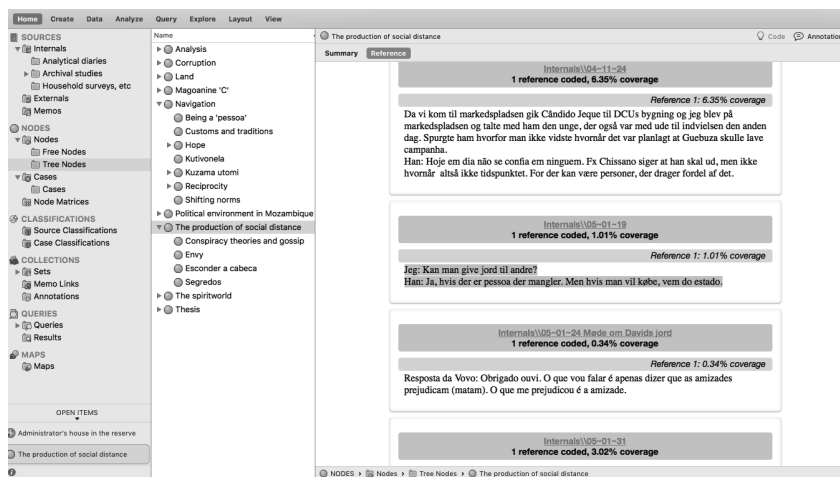 Home Create Data Analyze Query Explore Layout View
SOURCES
Internals
Analytical diaries
Archival studies
Household surveys, etc
Externals
Memos
NODES
Nodes
Free Nodes
Tree Nodes
Cases
Cases
Node Matrices
CLASSIFICATIONS
Source Classifications
Case Classifications
COLLECTIONS
Sets
Memo Links
Annotations
QUERIES
Queries
Results
MAPS
Maps
OPEN ITEMS
Administrator's house in the reserve
The production of social distance
Name
Analysis
Corruption
Land
Magoanine 'C'
Navigation
Being a 'pessoa'
Customs and traditions
Hope
Kutivonela
Kuzama utomi
Reciprocity
Shifting norms
Political environment in Mozambique
The production of social distance
Conspiracy theories and gossip
Envy
Esconder a cabeca
Segredos
The spiritworld
Thesis
The production of social distance
Code Annotation
Summary Reference
Internals\\04-11-24
1 reference coded, 6.35% coverage
Reference 1: 6.35% coverage
Da vi kom til markedspladsen gik Cândido Jeque til DCUs bygning og jeg blev på
markedspladsen og talte med ham den unge, der også var med ude til indvielsen den anden
dag. Spurgte ham hvorfor man ikke vidste hvornår det var planlagt at Guebuza skulle lave
campanha.
Han: Hoje em dia não se confia em ninguem. Fx Chissano siger at han skal ud, men ikke
hvornår altså ikke tidspunktet. For der kan være personer, der drager fordel af det.
Internals\\05-01-19
1 reference coded, 1.01% coverage
Reference 1: 1.01% coverage
Jeg: Kan man give jord til andre?
Han: Ja, hvis der er pessoa der mangler. Men hvis man vil købe, vem do estado.
Internals\\05-01-24 Møde om Davids jord
1 reference coded, 0.34% coverage
Reference 1: 0.34% coverage
Resposta da Vovo: Obrigado ouvi. O que vou falar é apenas dizer que as amizades
prejudicam (matam). O que me prejudicou é a amizade.
Internals\\05-01-31
1 reference coded, 3.02% coverage
NODES › Nodes › Tree Nodes › The production of social distance